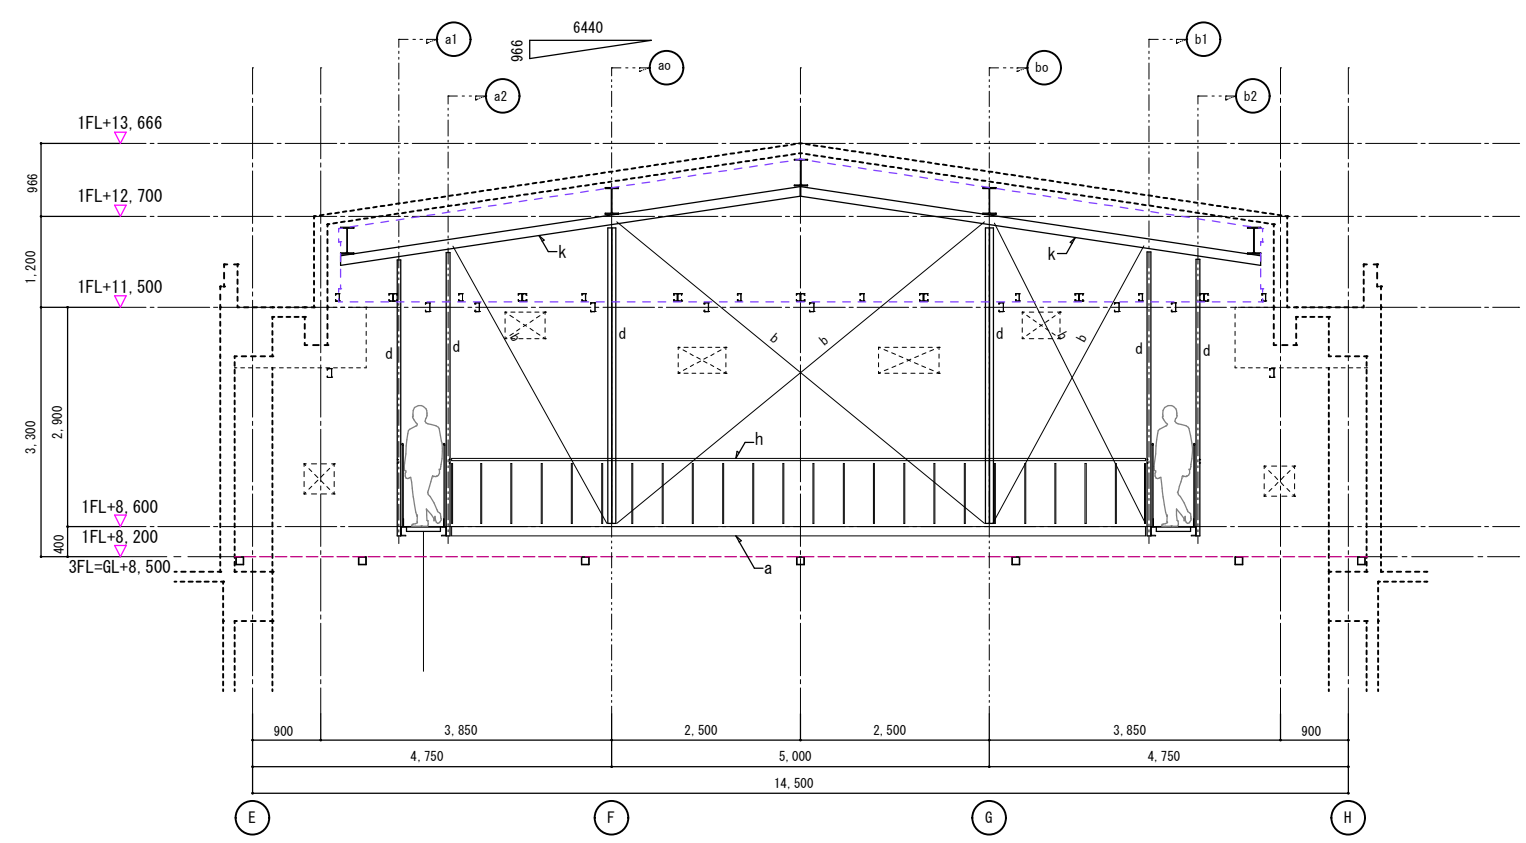 a1
6440
b1
966
ao
bo
a2
b2
1FL+13,666
966
1FL+12,700
k
k
1,200
1FL+11,500
d
d
b
d
b
b
d
b
b
d
d
2,900
3,300
h
1FL+8,600
1FL+8,200
400
3FL=GL+8,500
a
900
3,850
2,500
2,500
3,850
900
4,750
5,000
4,750
14,500
E
F
G
H